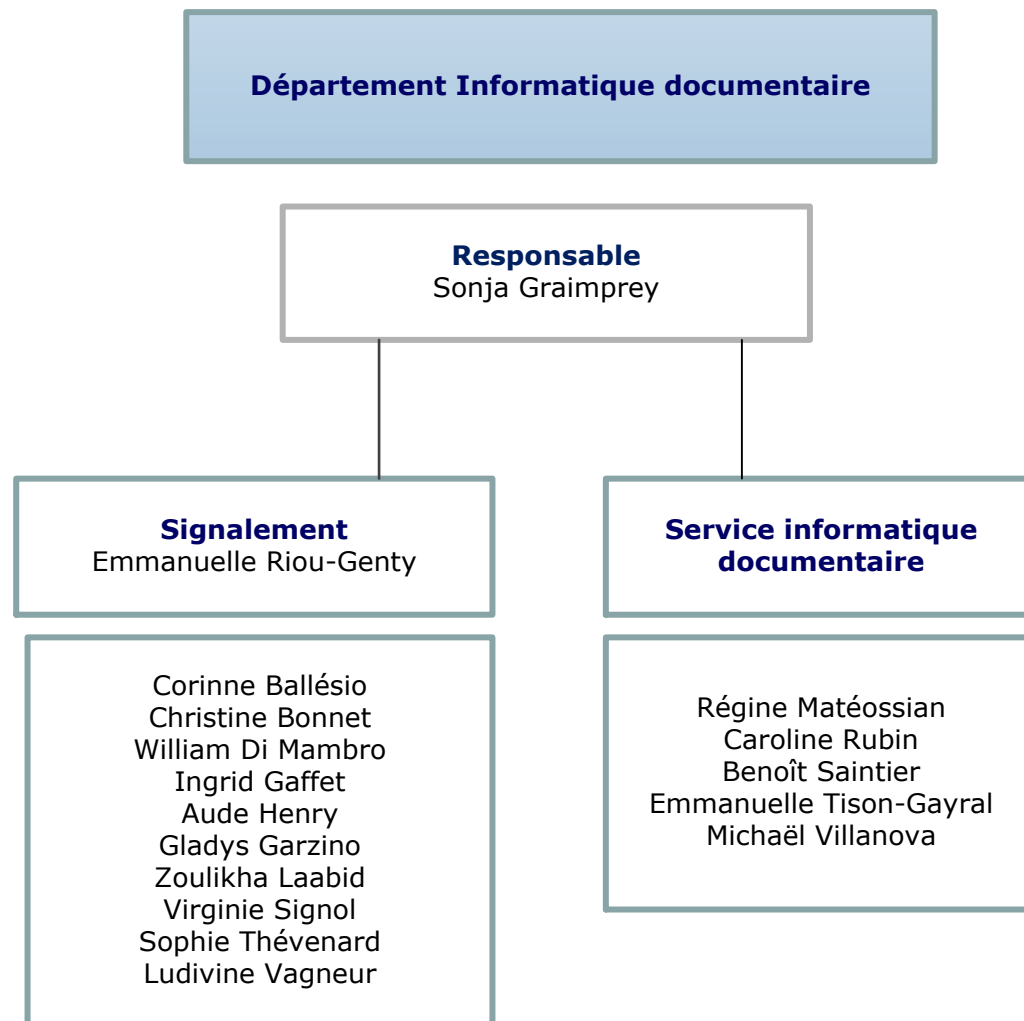 Département Informatique documentaire
Responsable
Sonja Graimprey
Signalement
Emmanuelle Riou-Genty
Corinne Ballésio
Christine Bonnet
William Di Mambro
Ingrid Gaffet
Aude Henry
Gladys Garzino
Zoulikha Laabid
Virginie Signol
Sophie Thévenard
Ludivine Vagneur
Service informatique
documentaire
Régine Matéossian
Caroline Rubin
Benoît Saintier
Emmanuelle Tison-Gayral
Michaël Villanova